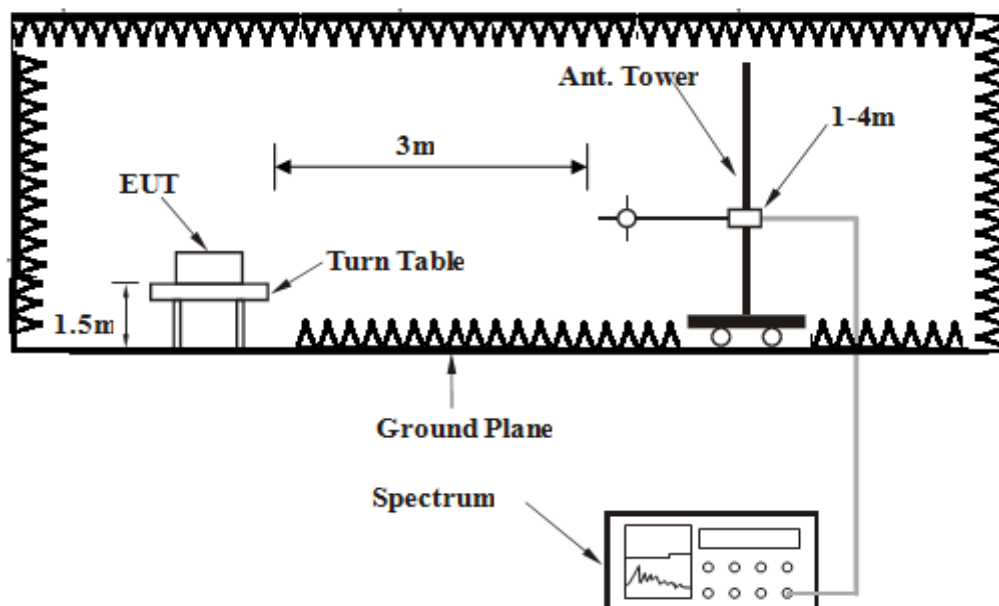 Ant. Tower
1-4m
3m
EUT
Turn Table
1.5m
Ground Plane
Spectrum